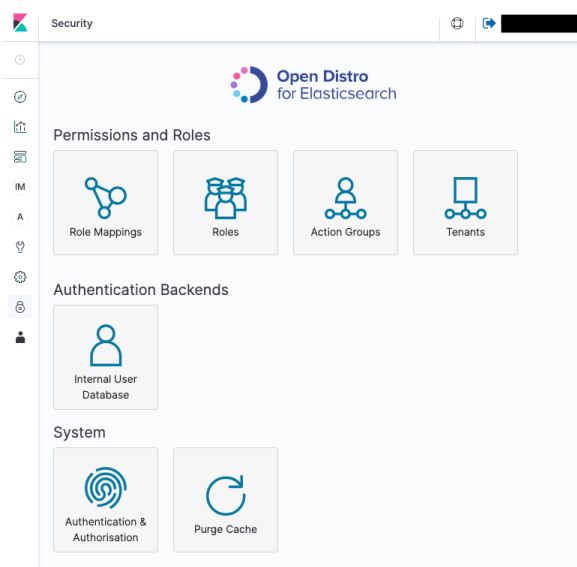 Security
Open Distro
for Elasticsearch
Permissions and Roles
Role Mappings
Roles
Action Groups
Tenants
IM
A
Authentication Backends
Internal User
Database
System
Authentication &
Authorisation
Purge Cache